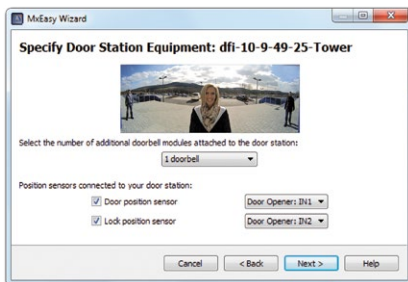 MxEasy Wizard
Specify Door Station Equipment: dfi-10-9-49-25-Tower
Select the number of additional doorbell modules attached to the door station:
1 doorbell
Position sensors connected to your door station:
Door position sensor Door Opener: IN1
Lock position sensor Door Opener: IN2
Cancel < Back Next > Help